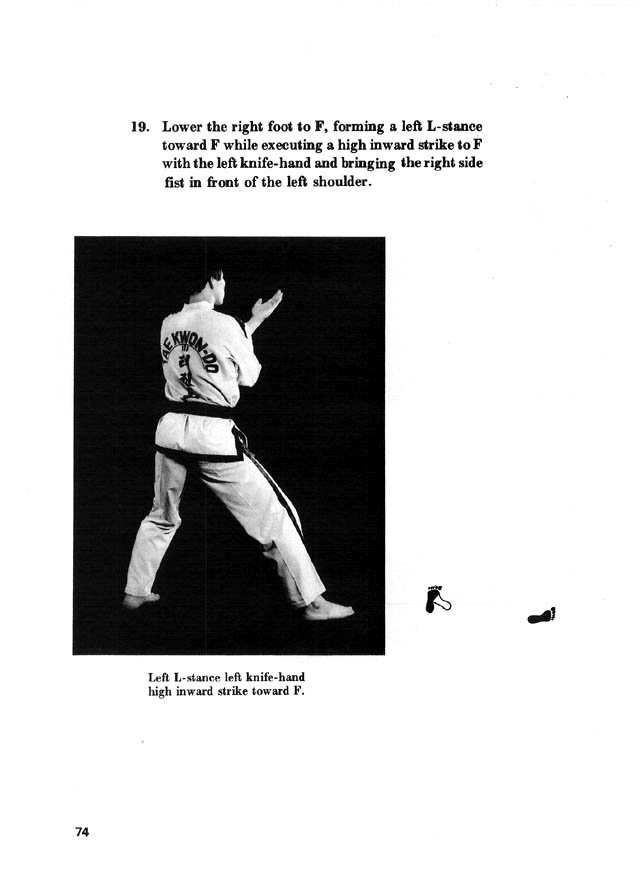 19. Lower the right foot to F, forming a left L-stance
toward F while executing a high inward strike to F
with the left knife-hand and bringing the right side
fist in front of the left shoulder.
TAEKWON-DO
Left L-stance left knife-hand
high inward strike toward F.
74